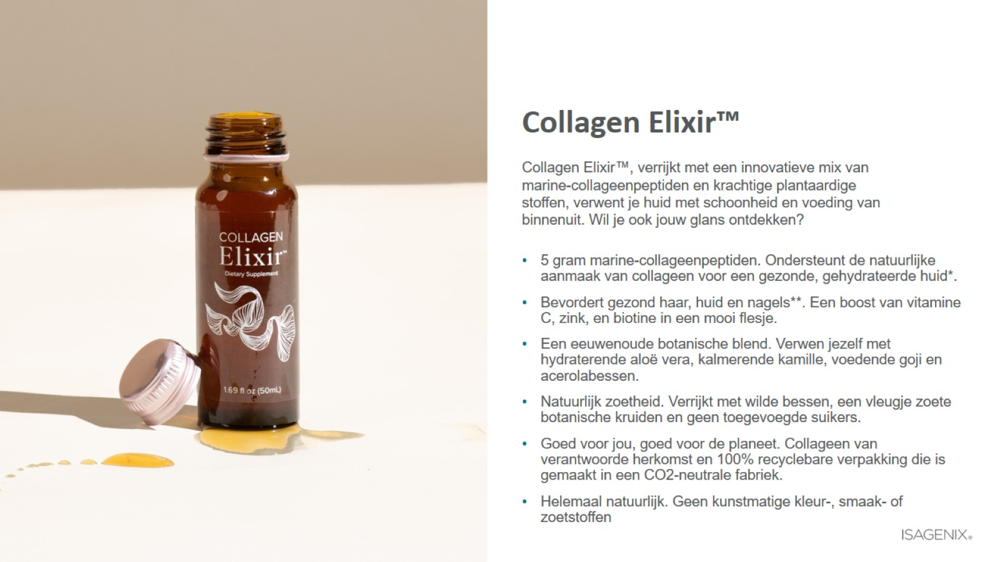 COLLAGEN
Elixir™
Dietary Supplement
1.69 fl oz (50mL)
Collagen Elixir™
Collagen Elixir™, verrijkt met een innovatieve mix van
marine-collageenpeptiden en krachtige plantaardige
stoffen, verwent je huid met schoonheid en voeding van
binnenuit. Wil je ook jouw glans ontdekken?
• 5 gram marine-collageenpeptiden. Ondersteunt de natuurlijke
aanmaak van collageen voor een gezonde, gehydrateerde huid*.
• Bevordert gezond haar, huid en nagels**. Een boost van vitamine
C, zink, en biotine in een mooi flesje.
• Een eeuwenoude botanische blend. Verwen jezelf met
hydraterende aloë vera, kalmerende kamille, voedende goji en
acerolabessen.
• Natuurlijk zoetheid. Verrijkt met wilde bessen, een vleugje zoete
botanische kruiden en geen toegevoegde suikers.
• Goed voor jou, goed voor de planeet. Collageen van
verantwoorde herkomst en 100% recyclebare verpakking die is
gemaakt in een CO2-neutrale fabriek.
• Helemaal natuurlijk. Geen kunstmatige kleur-, smaak- of
zoetstoffen
ISAGENIX®